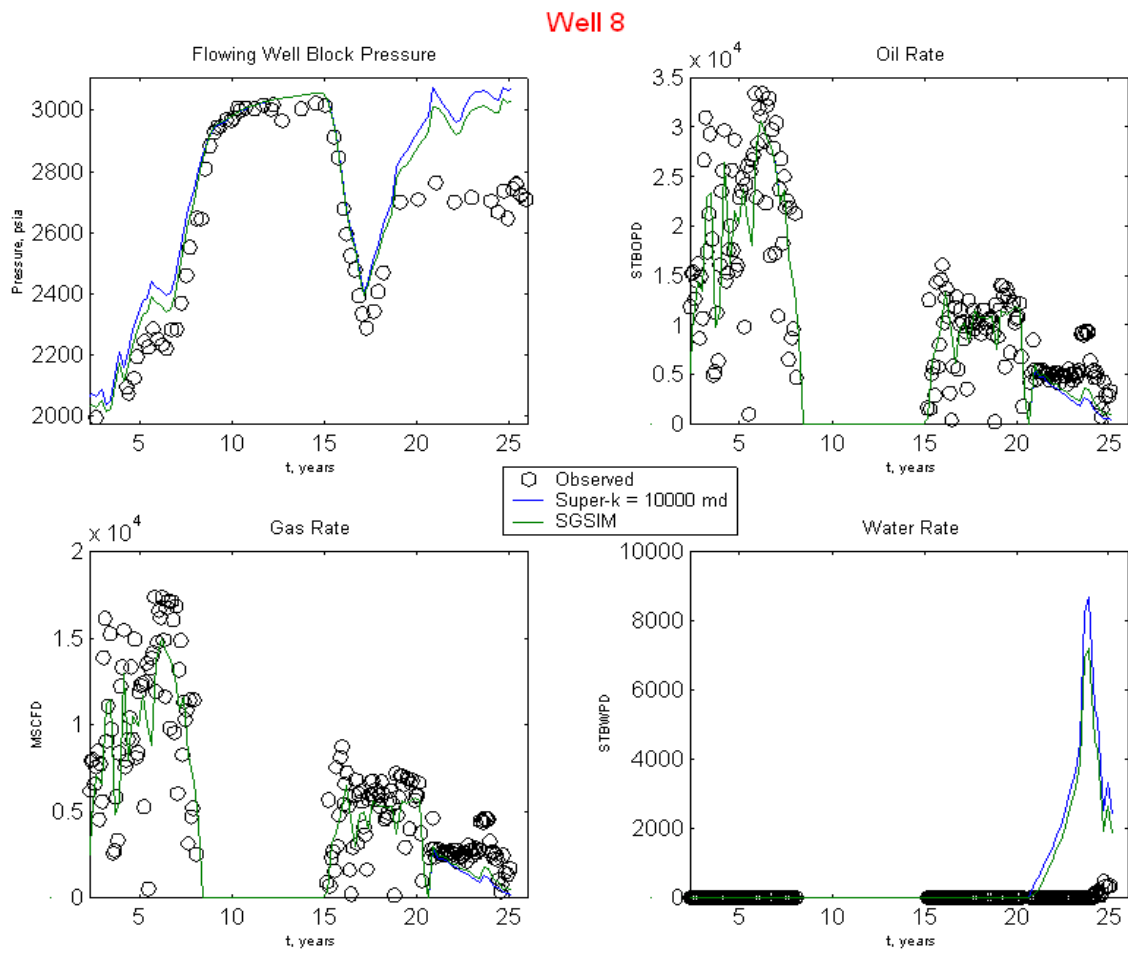 Well 8
Flowing Well Block Pressure
Pressure, psia
3000
2800
2600
2400
2200
2000
5 10 15 20 25
t, years
Oil Rate
x 10^4
STBOPD
3.5
3
2.5
2
1.5
1
0.5
0
5 10 15 20 25
t, years
Observed
Super-k = 10000 md
SGSIM
Gas Rate
x 10^4
MSCFD
2
1.5
1
0.5
0
5 10 15 20 25
t, years
Water Rate
STBWPD
10000
8000
6000
4000
2000
0
5 10 15 20 25
t, years